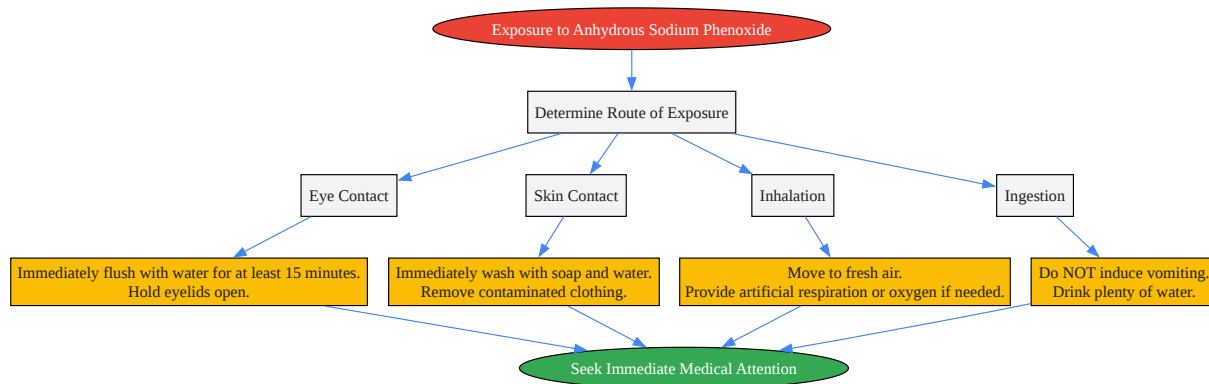 Exposure to Anhydrous Sodium Phenoxide
Determine Route of Exposure
Eye Contact
Skin Contact
Inhalation
Ingestion
Immediately flush with water for at least 15 minutes.
Hold eyelids open.
Immediately wash with soap and water.
Remove contaminated clothing.
Move to fresh air.
Provide artificial respiration or oxygen if needed.
Do NOT induce vomiting.
Drink plenty of water.
Seek Immediate Medical Attention